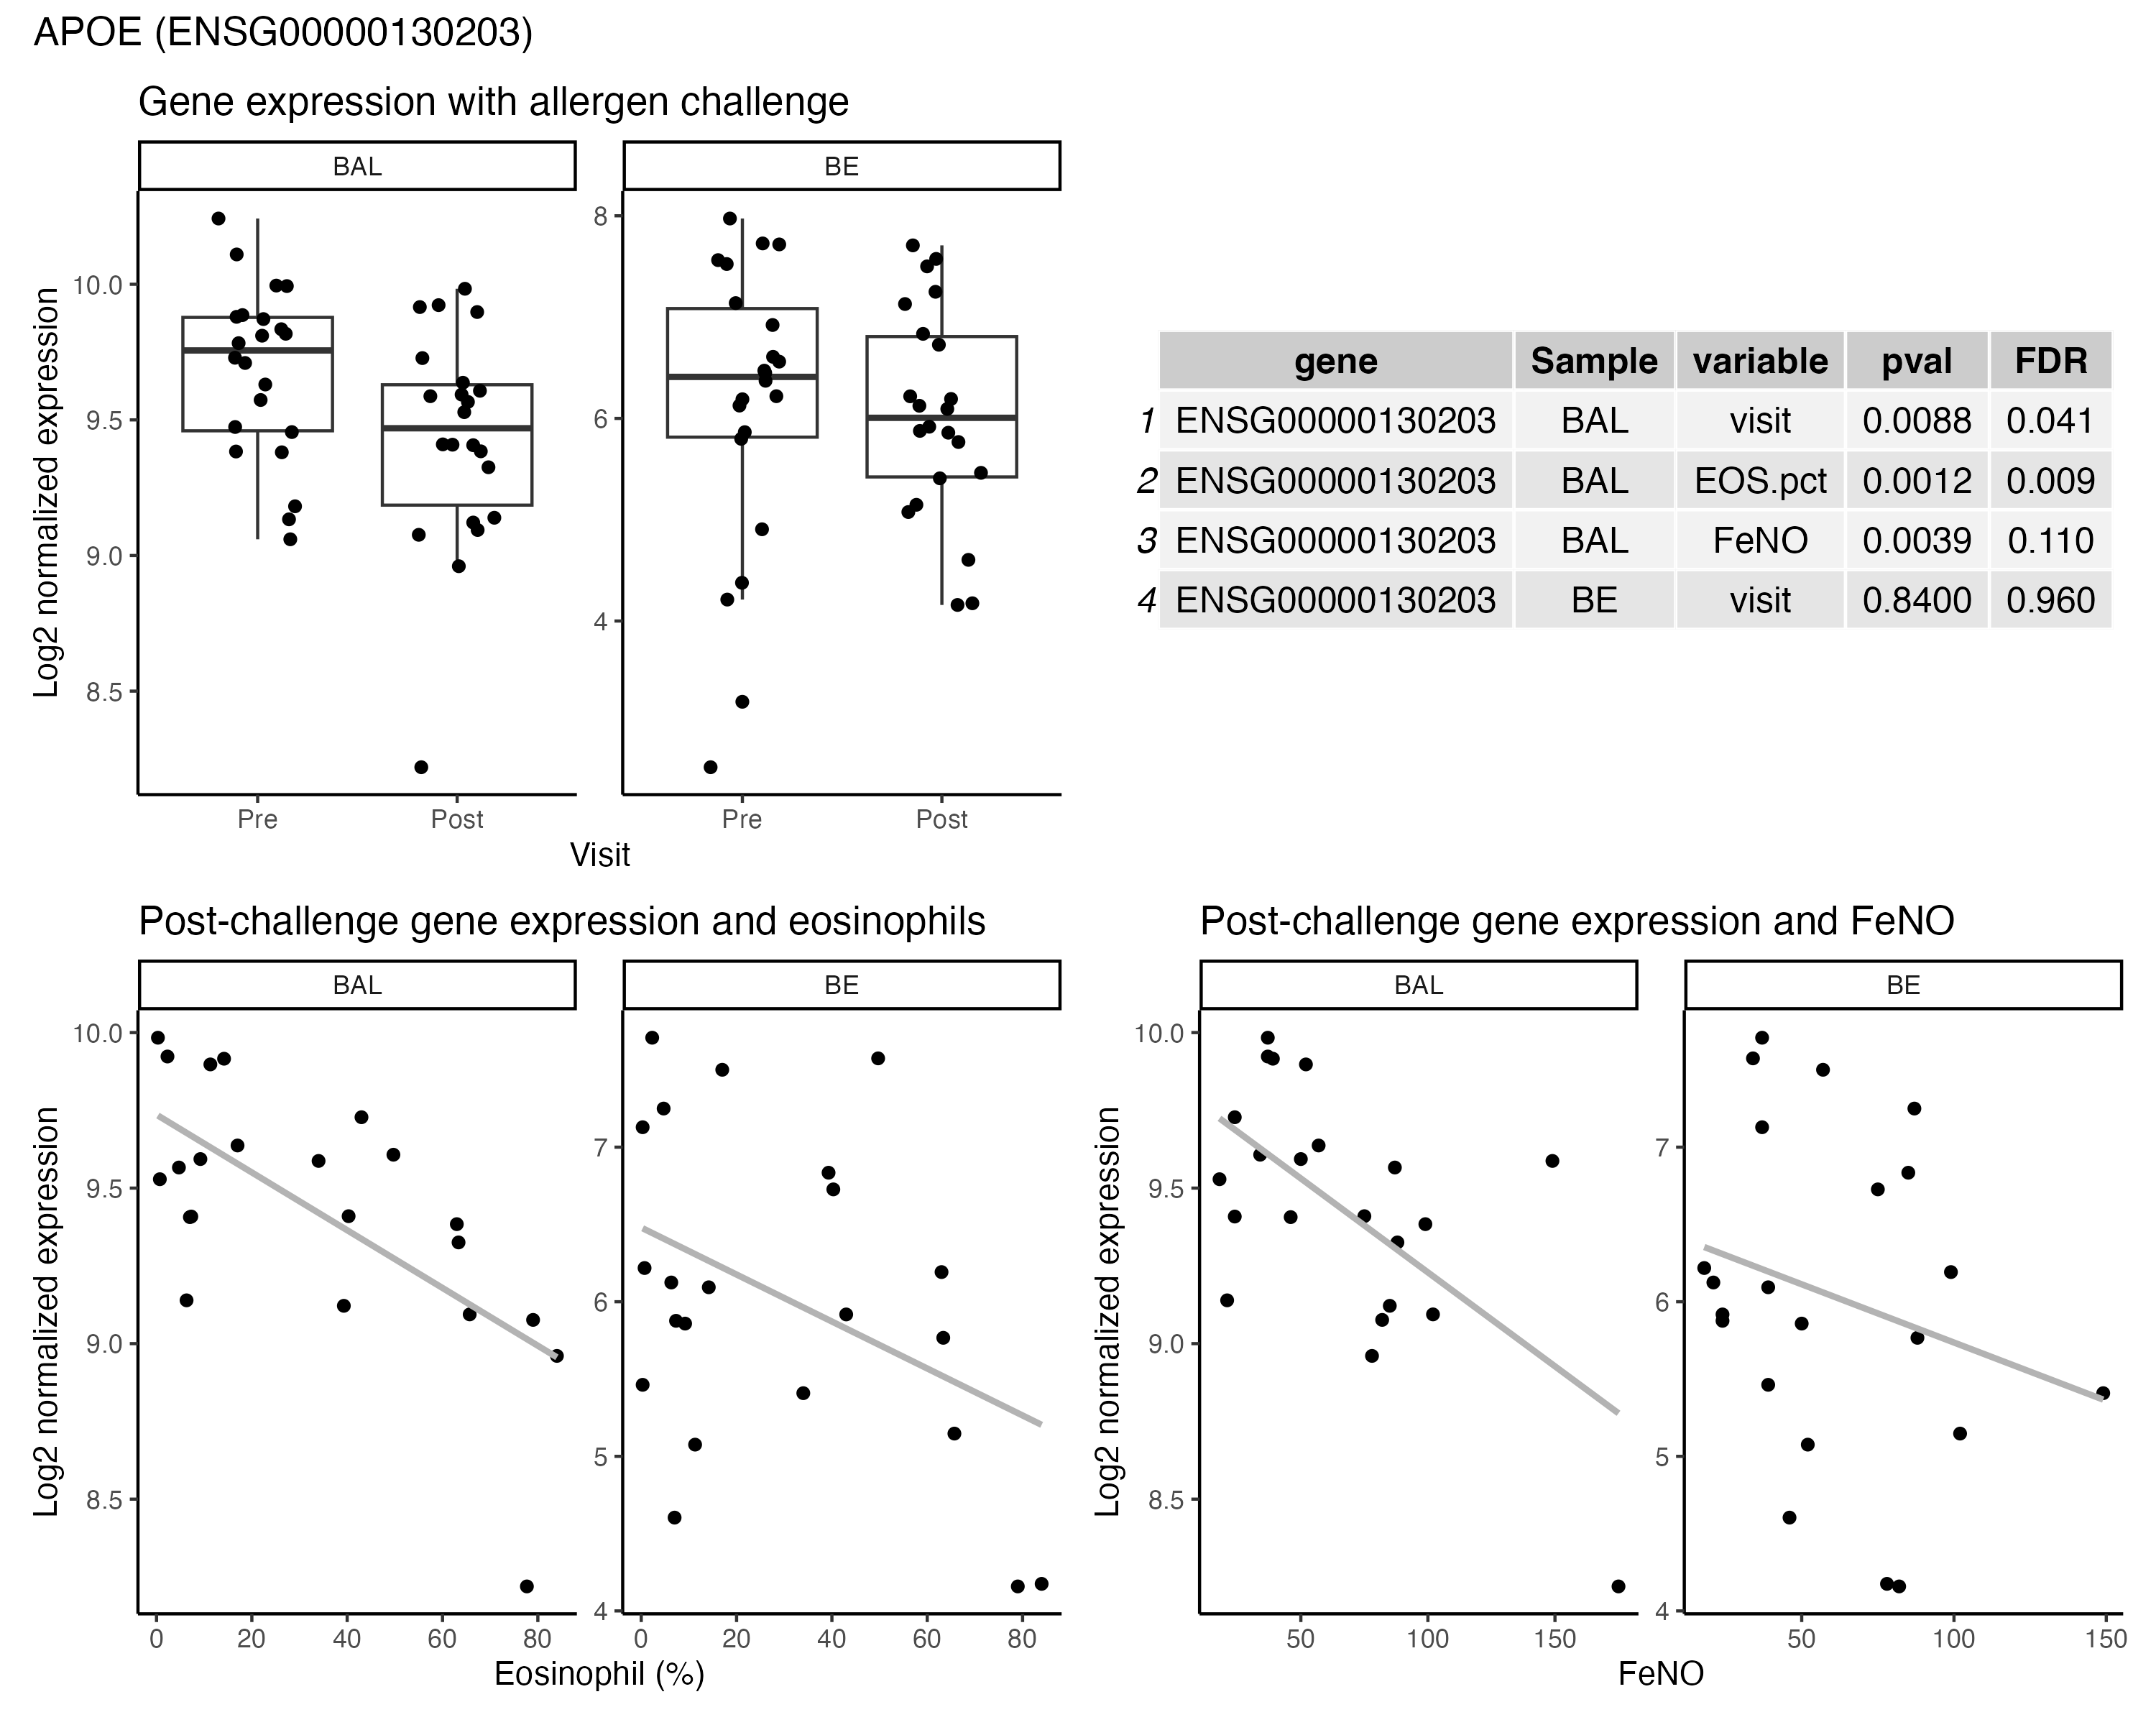 APOE (ENSG00000130203)
Gene expression with allergen challenge
BAL
BE
Log2 normalized expression
10.0
9.5
9.0
8.5
8
6
4
Pre
Post
Pre
Post
Visit
gene Sample variable pval FDR
1 ENSG00000130203 BAL visit 0.0088 0.041
2 ENSG00000130203 BAL EOS.pct 0.0012 0.009
3 ENSG00000130203 BAL FeNO 0.0039 0.110
4 ENSG00000130203 BE visit 0.8400 0.960
Post-challenge gene expression and eosinophils
BAL
BE
Log2 normalized expression
10.0
9.5
9.0
8.5
7
6
5
4
0 20 40 60 80
0 20 40 60 80
Eosinophil (%)
Post-challenge gene expression and FeNO
BAL
BE
Log2 normalized expression
10.0
9.5
9.0
8.5
7
6
5
4
50 100 150
50 100 150
FeNO